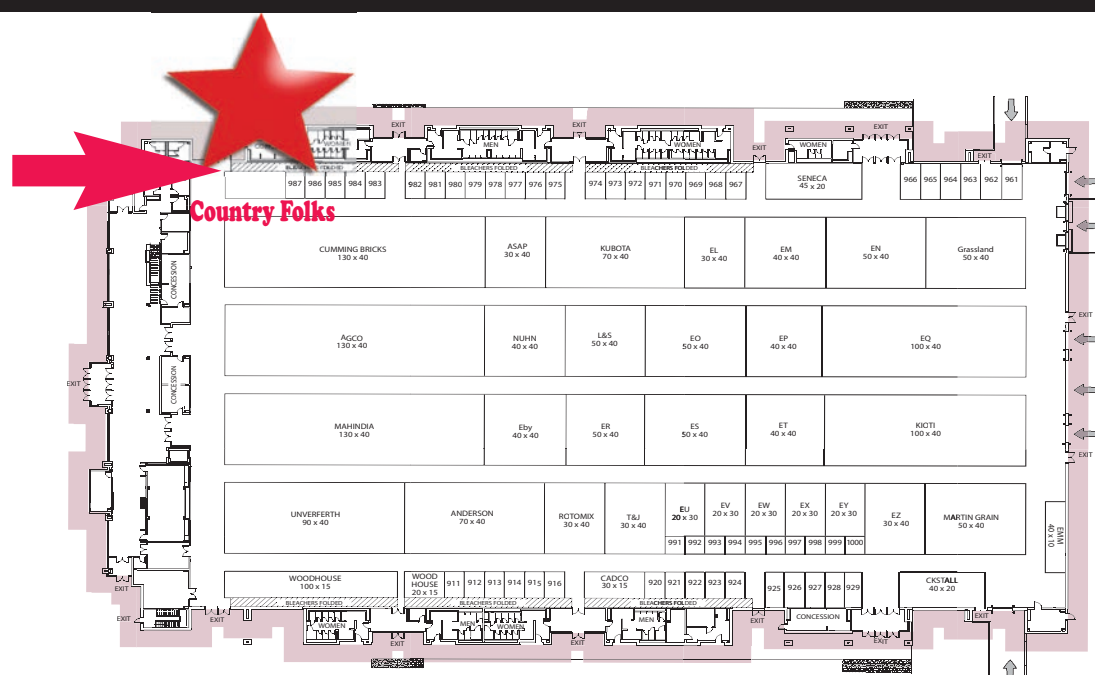 EXIT
EXIT
EXIT
EXIT
WOMEN
MEN
WOMEN
WOMEN
EXIT
BLEACHERS FOLDED
BLEACHERS FOLDED
BLEACHERS FOLDED
987 986 985 984 983
982 981 980 979 978 977 976 975
974 973 972 971 970 969 968 967
SENECA
45 x 20
966 965 964 963 962 961
Country Folks
CUMMING BRICKS
130 x 40
ASAP
30 x 40
KUBOTA
70 x 40
EL
30 x 40
EM
40 x 40
EN
50 x 40
Grassland
50 x 40
CONCESSION
EXIT
AGCO
130 x 40
NUHN
40 x 40
L&S
50 x 40
EO
50 x 40
EP
40 x 40
EQ
100 x 40
CONCESSION
EXIT
MAHINDIA
130 x 40
Eby
40 x 40
ER
50 x 40
ES
50 x 40
ET
40 x 40
KIOTI
100 x 40
EXIT
UNVERFERTH
90 x 40
ANDERSON
70 x 40
ROTOMIX
30 x 40
T&J
30 x 40
EU
20 x 30
EV
20 x 30
EW
20 x 30
EX
20 x 30
EY
20 x 30
EZ
30 x 40
MARTIN GRAIN
50 x 40
EMM
40 x 10
991 992 993 994 995 996 997 998 999 1000
WOODHOUSE
100 x 15
WOOD
HOUSE
20 x 15
911 912 913 914 915 916
CADCO
30 x 15
920 921 922 923 924
925 926 927 928 929
CKSTALL
40 x 20
EXIT
BLEACHERS FOLDED
BLEACHERS FOLDED
BLEACHERS FOLDED
EXIT
EXIT
WOMEN
MEN
WOMEN
MEN
EXIT
CONCESSION
EXIT
EXIT
EXIT
EXIT
EXIT